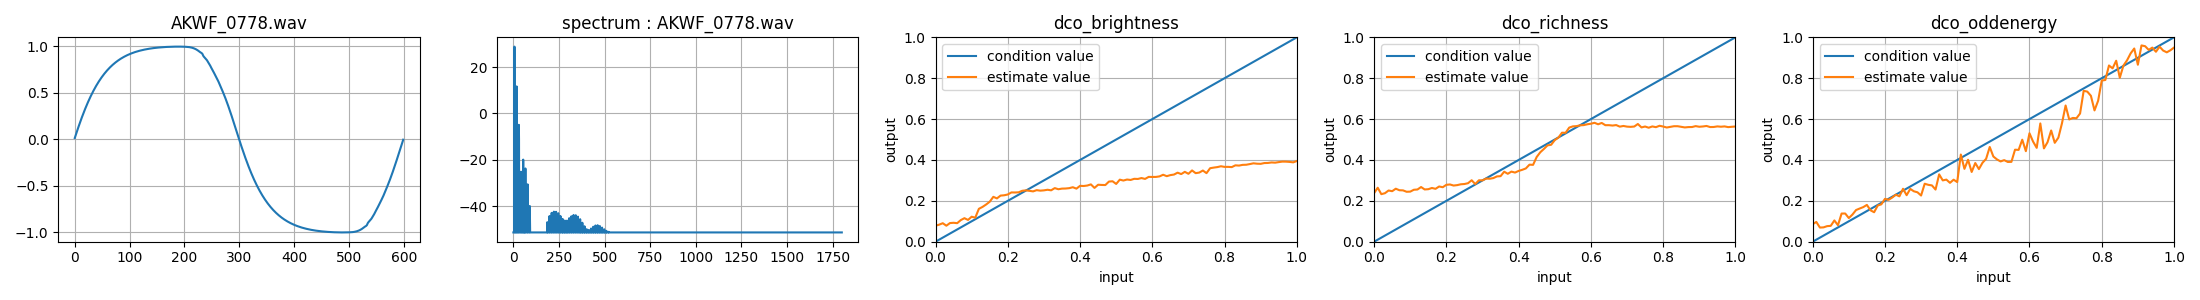 AKWF_0778.wav
1.0
0.5
0.0
−0.5
−1.0
0 100 200 300 400 500 600
spectrum : AKWF_0778.wav
20
0
−20
−40
0 250 500 750 1000 1250 1500 1750
dco_brightness
condition value
estimate value
output
1.0
0.8
0.6
0.4
0.2
0.0
0.0 0.2 0.4 0.6 0.8 1.0
input
dco_richness
condition value
estimate value
output
1.0
0.8
0.6
0.4
0.2
0.0
0.0 0.2 0.4 0.6 0.8 1.0
input
dco_oddenergy
condition value
estimate value
output
1.0
0.8
0.6
0.4
0.2
0.0
0.0 0.2 0.4 0.6 0.8 1.0
input